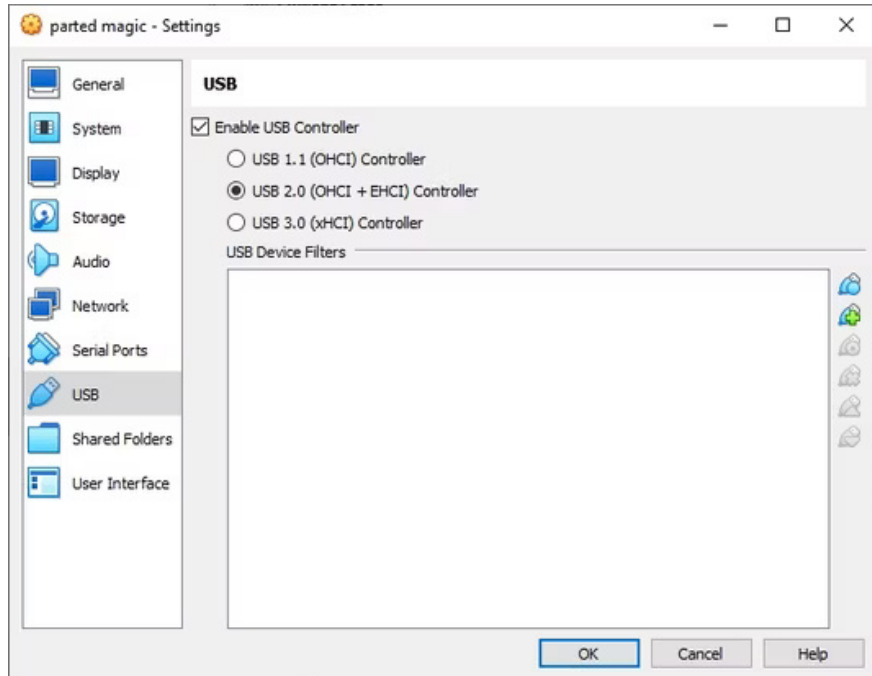 parted magic - Settings
General
System
Display
Storage
Audio
Network
Serial Ports
USB
Shared Folders
User Interface
USB
Enable USB Controller
USB 1.1 (OHCI) Controller
USB 2.0 (OHCI + EHCI) Controller
USB 3.0 (xHCI) Controller
USB Device Filters
OK
Cancel
Help